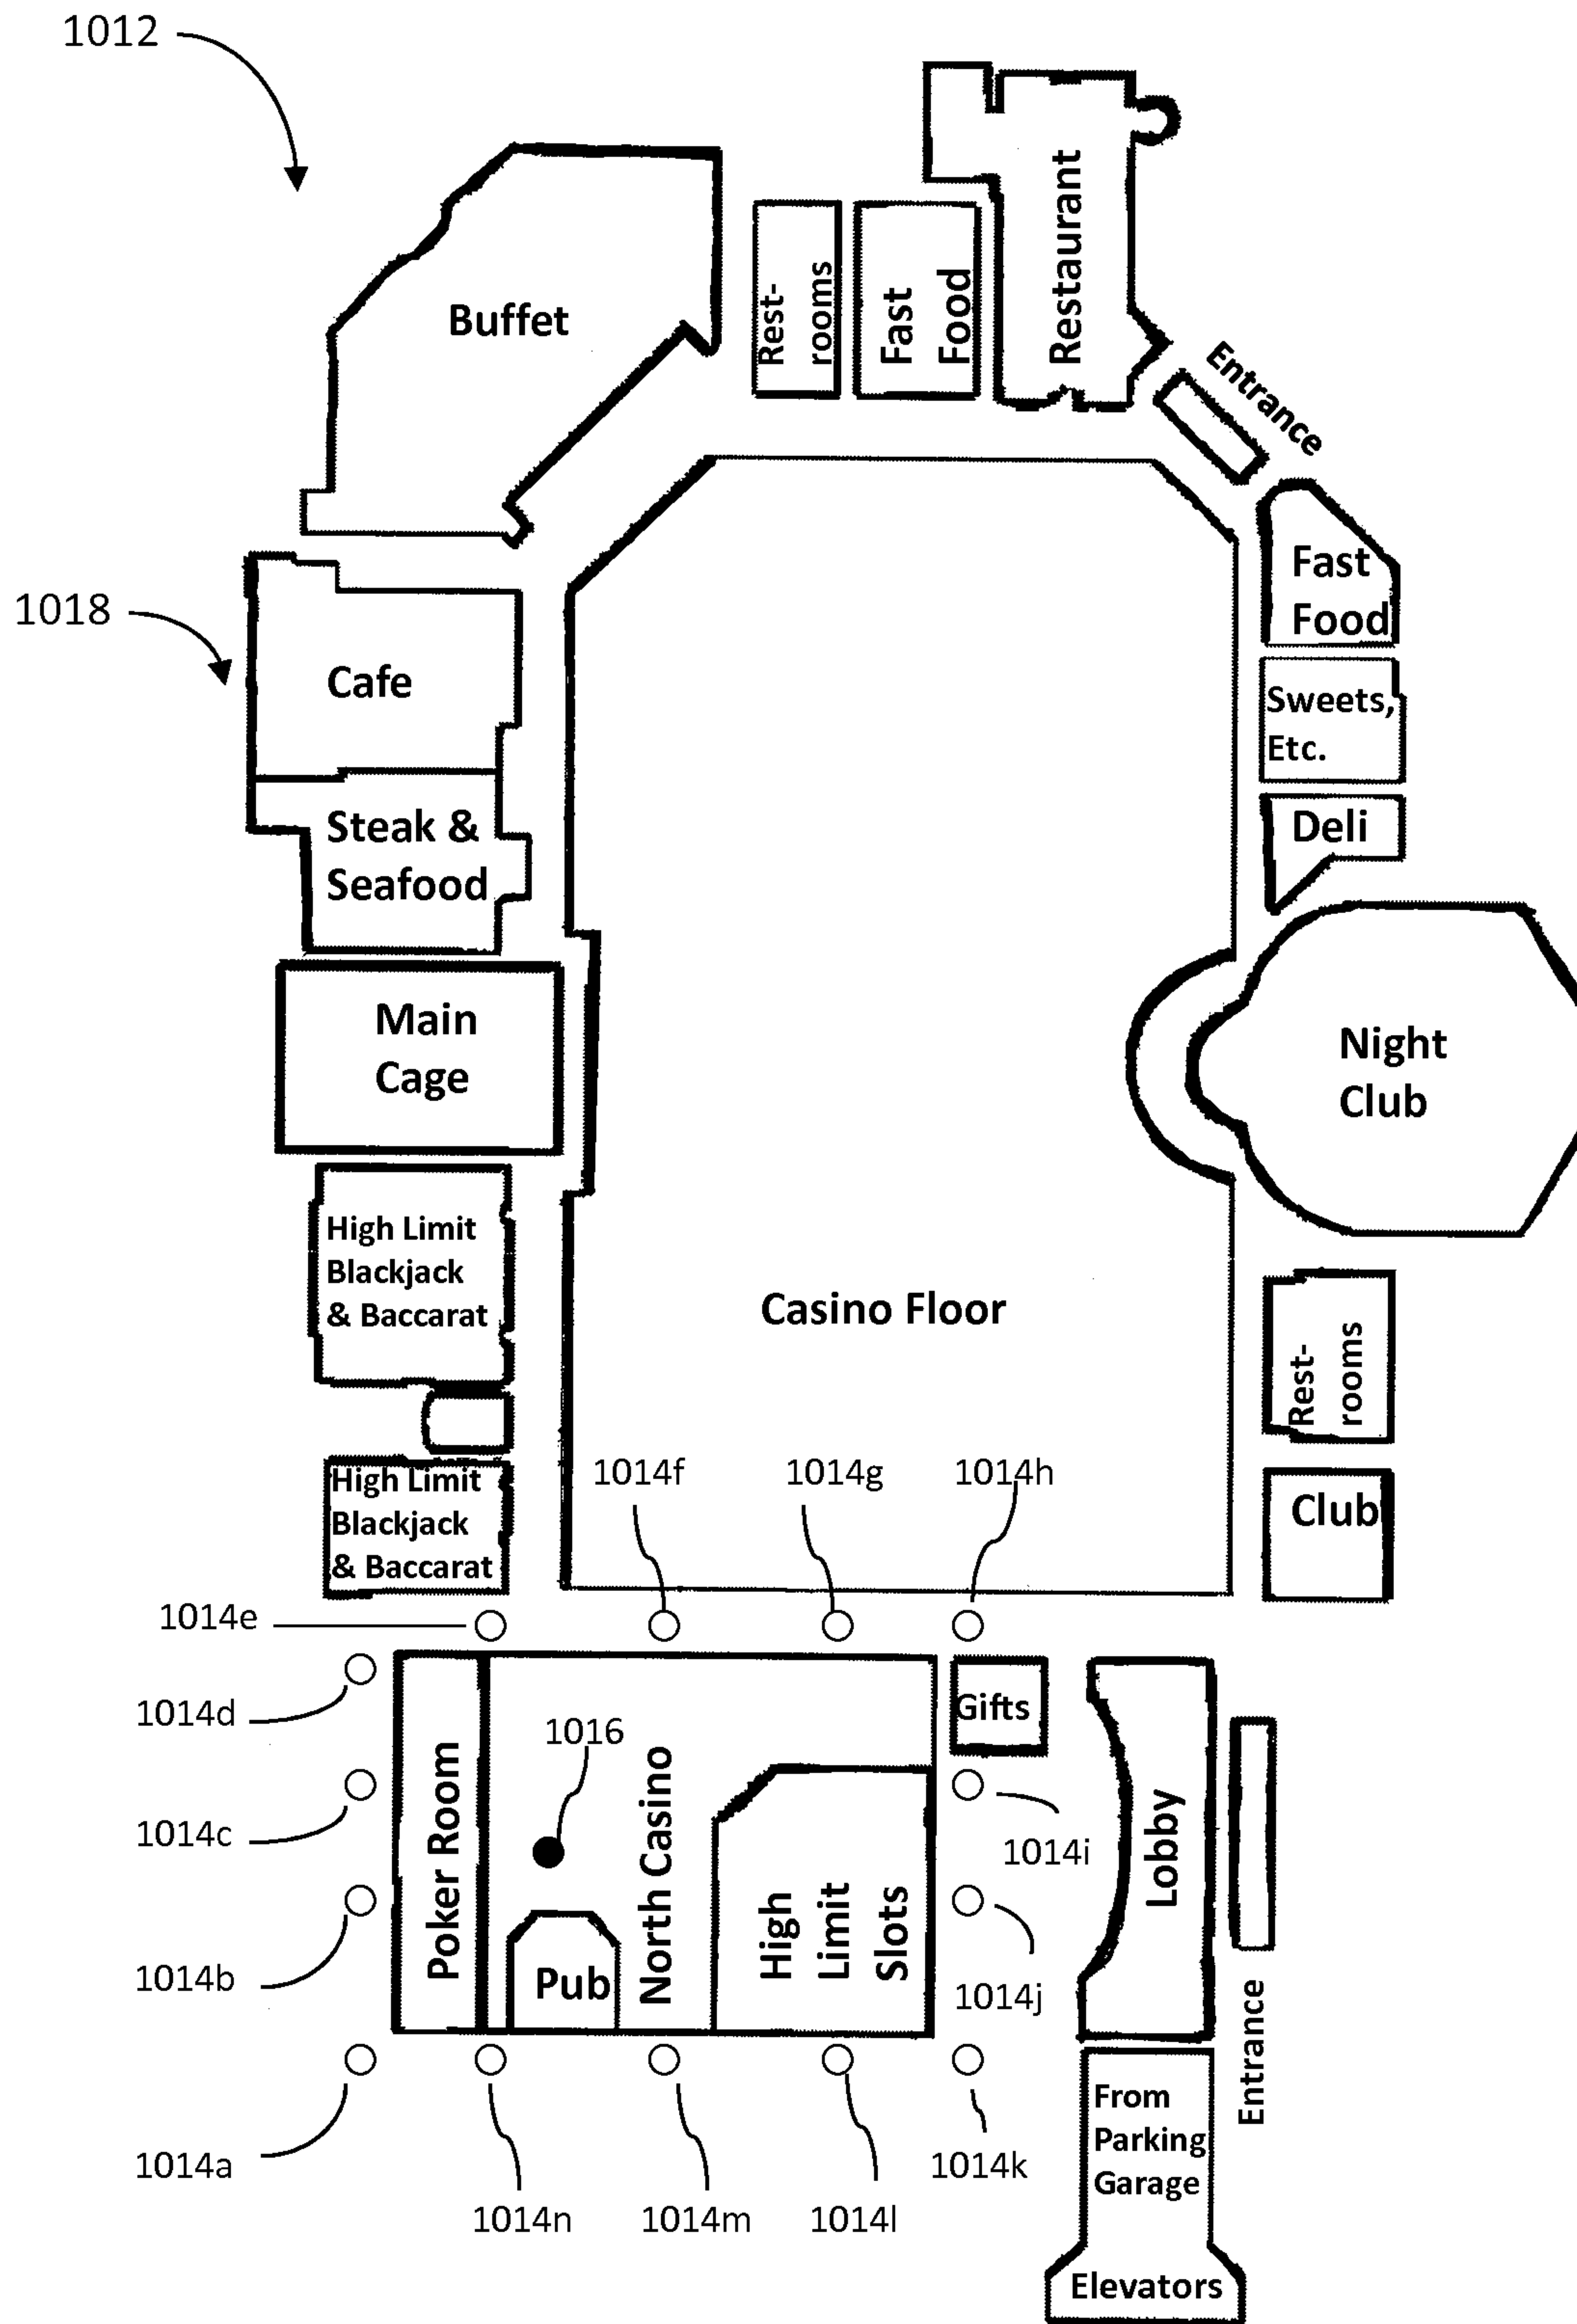 1012
Restaurant
Rest-
rooms
Fast
Food
Buffet
Entrance
Fast
Food
1018
Cafe
Sweets,
Etc.
Steak &
Seafood
Deli
Main
Cage
Night
Club
High Limit
Blackjack
& Baccarat
Casino Floor
Rest-
rooms
High Limit
Blackjack
& Baccarat
1014f
1014g
1014h
Club
1014e
1014d
Gifts
1016
1014c
Poker Room
North Casino
Lobby
1014i
High
Limit
Slots
1014b
Pub
1014j
Entrance
From
Parking
Garage
1014a
1014k
1014n
1014m
1014l
Elevators